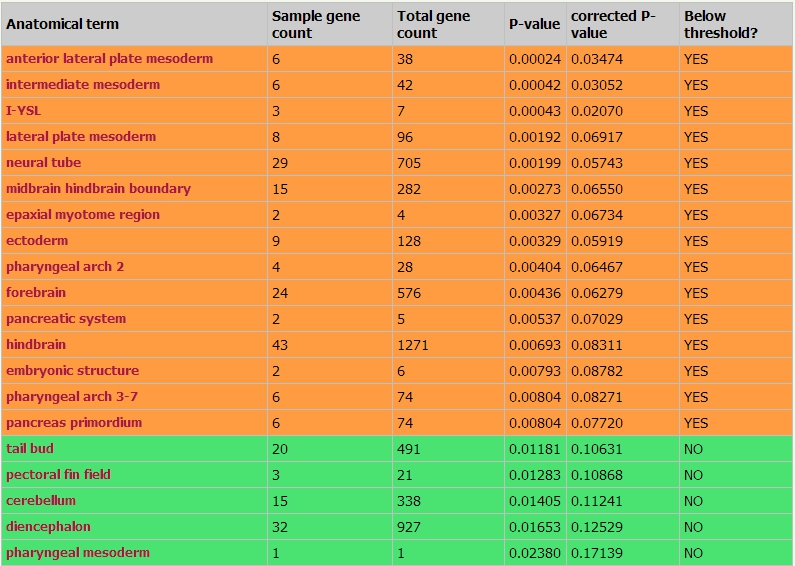 Anatomical term Sample gene count Total gene count P-value corrected P-value Below threshold?
anterior lateral plate mesoderm 6 38 0.00024 0.03474 YES
intermediate mesoderm 6 42 0.00042 0.03052 YES
I-YSL 3 7 0.00043 0.02070 YES
lateral plate mesoderm 8 96 0.00192 0.06917 YES
neural tube 29 705 0.00199 0.05743 YES
midbrain hindbrain boundary 15 282 0.00273 0.06550 YES
epaxial myotome region 2 4 0.00327 0.06734 YES
ectoderm 9 128 0.00329 0.05919 YES
pharyngeal arch 2 4 28 0.00404 0.06467 YES
forebrain 24 576 0.00436 0.06279 YES
pancreatic system 2 5 0.00537 0.07029 YES
hindbrain 43 1271 0.00693 0.08311 YES
embryonic structure 2 6 0.00793 0.08782 YES
pharyngeal arch 3-7 6 74 0.00804 0.08271 YES
pancreas primordium 6 74 0.00804 0.07720 YES
tail bud 20 491 0.01181 0.10631 NO
pectoral fin field 3 21 0.01283 0.10868 NO
cerebellum 15 338 0.01405 0.11241 NO
diencephalon 32 927 0.01653 0.12529 NO
pharyngeal mesoderm 1 1 0.02380 0.17139 NO